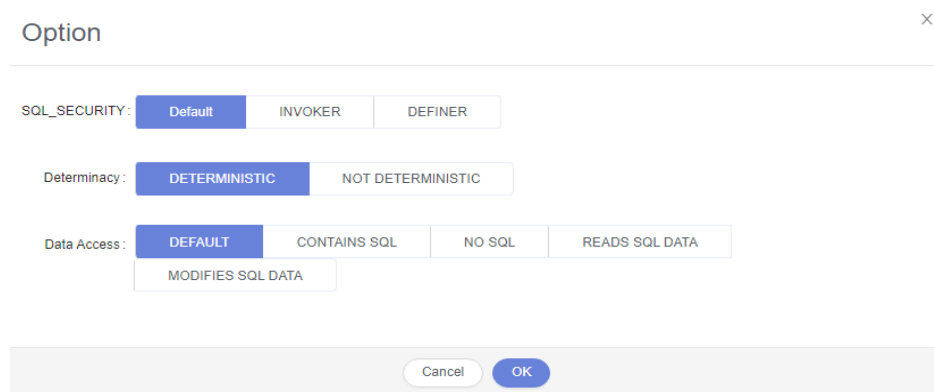 Option
SQL_SECURITY: Default INVOKER DEFINER
Determinacy: DETERMINISTIC NOT DETERMINISTIC
Data Access: DEFAULT CONTAINS SQL NO SQL READS SQL DATA
MODIFIES SQL DATA
Cancel OK